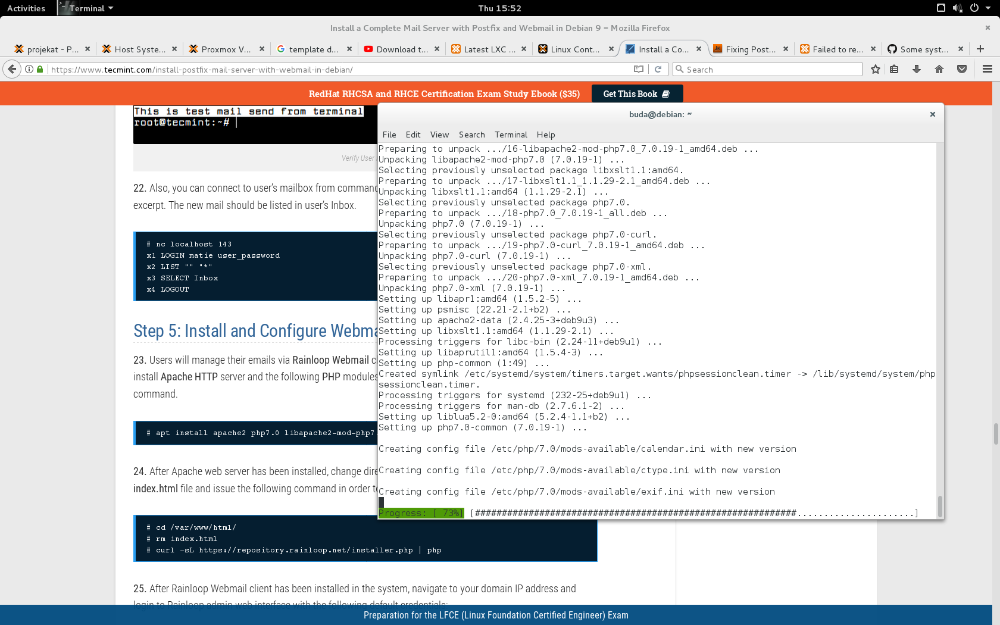 Activities
Terminal
Thu 15:52
Install a Complete Mail Server with Postfix and Webmail in Debian 9 – Mozilla Firefox
projekat - P...
Host Syste...
Proxmox V...
template d...
Download t...
Latest LXC ...
Linux Cont...
Install a Co...
Fixing Post...
Failed to re...
Some syst...
https://www.tecmint.com/install-postfix-mail-server-with-webmail-in-debian/
Search
RedHat RHCSA and RHCE Certification Exam Study Ebook ($35)
Get This Book
This is test mail send from terminal
root@tecmint:~#
Verify User
22. Also, you can connect to user's mailbox from command
excerpt. The new mail should be listed in user's Inbox.
# nc localhost 143
x1 LOGIN matie user_password
x2 LIST "" "*"
x3 SELECT Inbox
x4 LOGOUT
Step 5: Install and Configure Webma
23. Users will manage their emails via Rainloop Webmail c
install Apache HTTP server and the following PHP modules
command.
# apt install apache2 php7.0 libapache2-mod-php7.
24. After Apache web server has been installed, change dire
index.html file and issue the following command in order to
# cd /var/www/html/
# rm index.html
# curl -sL https://repository.rainloop.net/installer.php | php
25. After Rainloop Webmail client has been installed in the system, navigate to your domain IP address and
login to Rainloop admin web interface with the following default credentials:
Preparation for the LFCE (Linux Foundation Certified Engineer) Exam
buda@debian: ~
File Edit View Search Terminal Help
Preparing to unpack .../16-libapache2-mod-php7.0_7.0.19-1_amd64.deb ...
Unpacking libapache2-mod-php7.0 (7.0.19-1) ...
Selecting previously unselected package libxslt1.1:amd64.
Preparing to unpack .../17-libxslt1.1_1.1.29-2.1_amd64.deb ...
Unpacking libxslt1.1:amd64 (1.1.29-2.1) ...
Selecting previously unselected package php7.0.
Preparing to unpack .../18-php7.0_7.0.19-1_all.deb ...
Unpacking php7.0 (7.0.19-1) ...
Selecting previously unselected package php7.0-curl.
Preparing to unpack .../19-php7.0-curl_7.0.19-1_amd64.deb ...
Unpacking php7.0-curl (7.0.19-1) ...
Selecting previously unselected package php7.0-xml.
Preparing to unpack .../20-php7.0-xml_7.0.19-1_amd64.deb ...
Unpacking php7.0-xml (7.0.19-1) ...
Setting up libapr1:amd64 (1.5.2-5) ...
Setting up psmisc (22.21-2.1+b2) ...
Setting up apache2-data (2.4.25-3+deb9u3) ...
Setting up libxslt1.1:amd64 (1.1.29-2.1) ...
Processing triggers for libc-bin (2.24-11+deb9u1) ...
Setting up libaprutil1:amd64 (1.5.4-3) ...
Setting up php-common (1:49) ...
Created symlink /etc/systemd/system/timers.target.wants/phpsessionclean.timer -> /lib/systemd/system/php
sessionclean.timer.
Processing triggers for systemd (232-25+deb9u1) ...
Processing triggers for man-db (2.7.6.1-2) ...
Setting up liblua5.2-0:amd64 (5.2.4-1.1+b2) ...
Setting up php7.0-common (7.0.19-1) ...
Creating config file /etc/php/7.0/mods-available/calendar.ini with new version
Creating config file /etc/php/7.0/mods-available/ctype.ini with new version
Creating config file /etc/php/7.0/mods-available/exif.ini with new version
Progress: [ 73%] [############################################################......................]